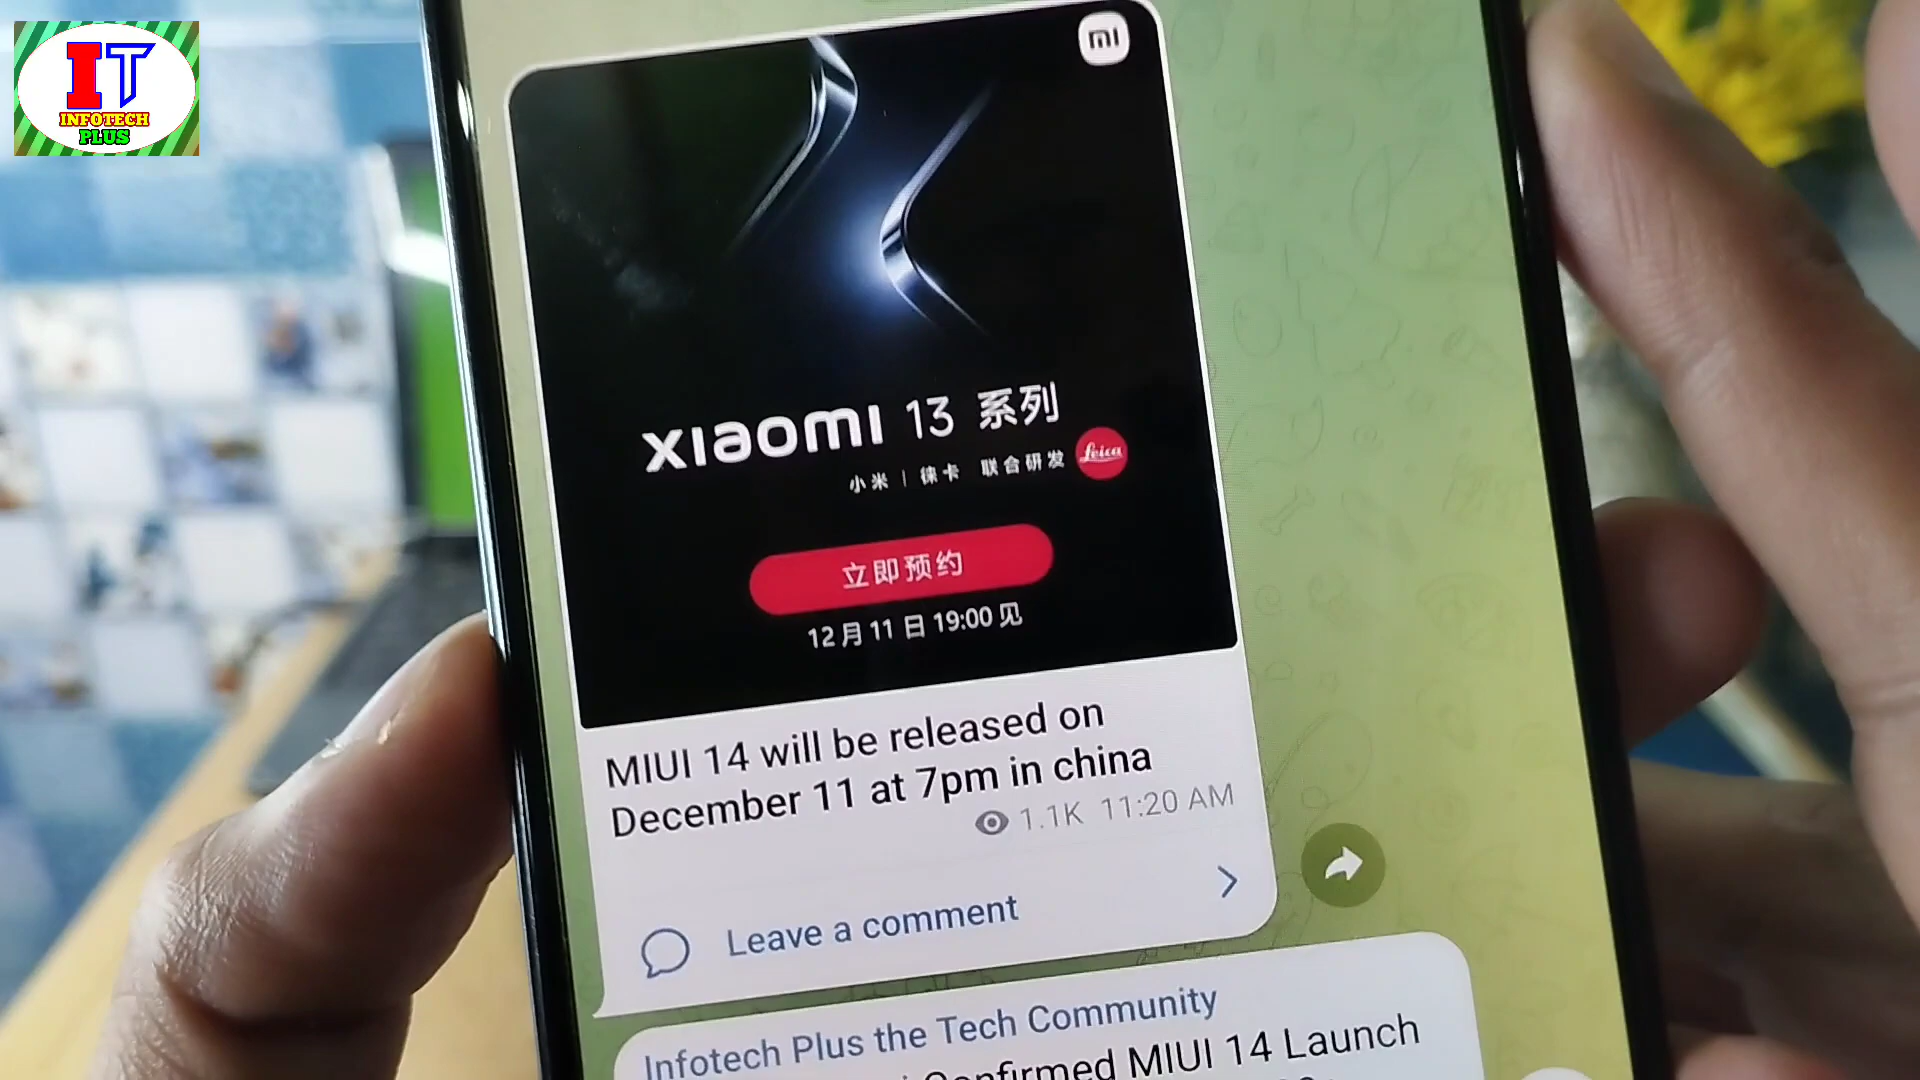 IT
INFOTECH
PLUS
mi
xiaomi 13 系列
小米 | 徕卡 联合研发 Leica
立即预约
12月11日 19:00 见
MIUI 14 will be released on
December 11 at 7pm in china
1.1K 11:20 AM
Leave a comment
Infotech Plus the Tech Community
Confirmed MIUI 14 Launch